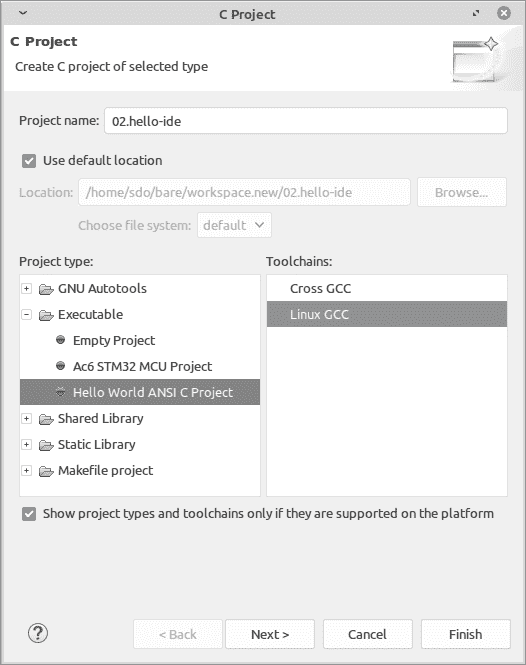 C Project
C Project
Create C project of selected type
Project name: 02.hello-ide
Use default location
Location: /home/sdo/bare/workspace.new/02.hello-ide Browse...
Choose file system: default
Project type: Toolchains:
GNU Autotools Cross GCC
Executable Linux GCC
Empty Project
Ac6 STM32 MCU Project
Hello World ANSI C Project
Shared Library
Static Library
Makefile project
Show project types and toolchains only if they are supported on the platform
? < Back Next > Cancel Finish